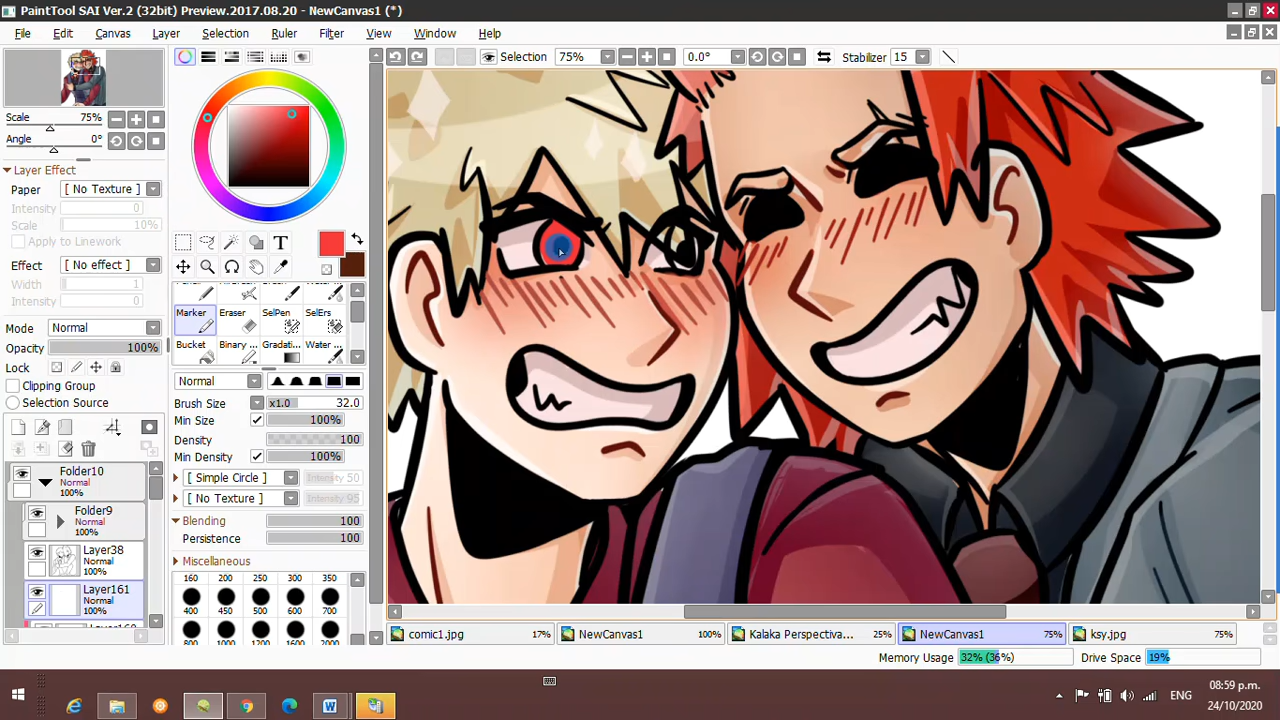 PaintTool SAI Ver.2 (32bit) Preview.2017.08.20 - NewCanvas1 (*)
File Edit Canvas Layer Selection Ruler Filter View Window Help
Selection 75% 0.0° Stabilizer 15
Scale 75%
Angle 0°
Layer Effect
Paper [ No Texture ]
Intensity 0
Scale 10%
Apply to Linework
Effect [ No effect ]
Width 1
Intensity 0
Mode Normal
Opacity 100%
Lock
Clipping Group
Selection Source
Folder10
Normal
100%
Folder9
Normal
100%
Layer38
Normal
100%
Layer161
Normal
100%
T
Marker Eraser SelPen SelErs
Bucket Binary ... Gradati... Water ...
Normal
Brush Size x1.0 32.0
Min Size 100%
Density 100
Min Density 100%
[ Simple Circle ] Intensity 50
[ No Texture ] Intensity 95
Blending 100
Persistence 100
Miscellaneous
160 200 250 300 350
400 450 500 600 700
comic1.jpg 17% NewCanvas1 100% Kalaka Perspectiva... 25% NewCanvas1 75% ksy.jpg 75%
Memory Usage 32% (36%) Drive Space 19%
ENG 08:59 p.m.
24/10/2020